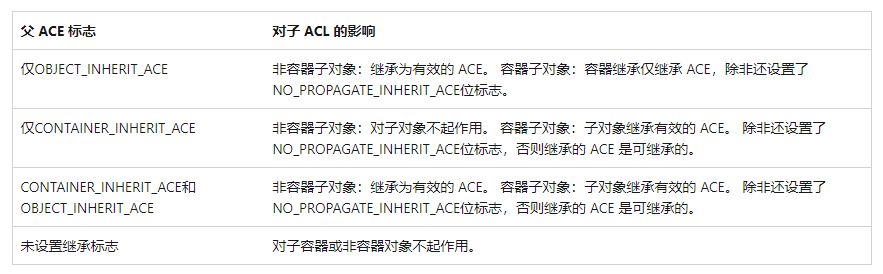 父 ACE 标志 对子 ACL 的影响
仅OBJECT_INHERIT_ACE 非容器子对象：继承为有效的 ACE。 容器子对象：容器继承仅继承 ACE，除非还设置了
NO_PROPAGATE_INHERIT_ACE位标志。
仅CONTAINER_INHERIT_ACE 非容器子对象：对子对象不起作用。 容器子对象：子对象继承有效的 ACE。 除非还设置了
NO_PROPAGATE_INHERIT_ACE位标志，否则继承的 ACE 是可继承的。
CONTAINER_INHERIT_ACE和 非容器子对象：继承为有效的 ACE。 容器子对象：子对象继承有效的 ACE。 除非还设置了
OBJECT_INHERIT_ACE NO_PROPAGATE_INHERIT_ACE位标志，否则继承的 ACE 是可继承的。
未设置继承标志 对子容器或非容器对象不起作用。